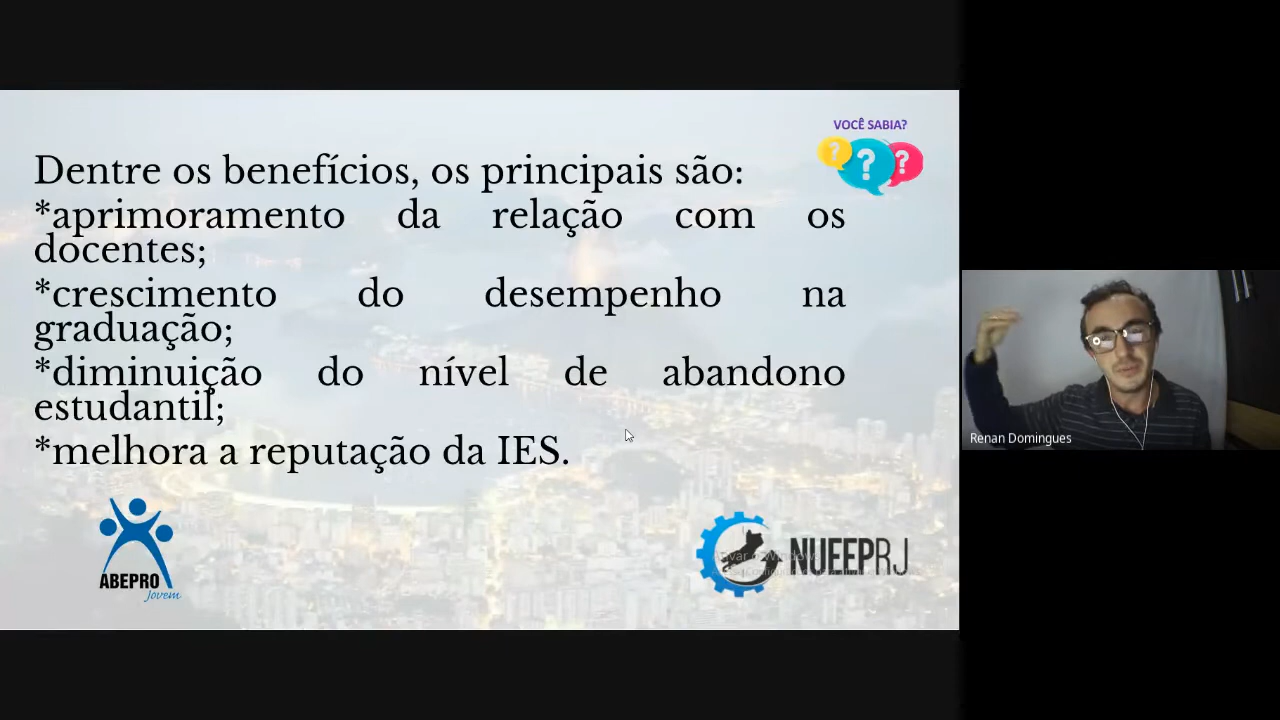 VOCÊ SABIA?
Dentre os benefícios, os principais são:
*aprimoramento da relação com os
docentes;
*crescimento do desempenho na
graduação;
*diminuição do nível de abandono
estudantil;
*melhora a reputação da IES.
Renan Domingues
ABEPRO
Jovem
NUEEPRJ